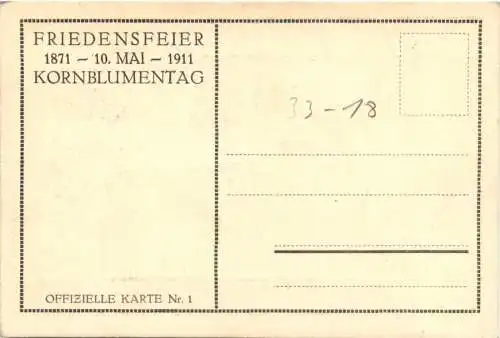 FRIEDENSFEIER
1871 – 10. MAI – 1911
KORNBLUMENTAG
33-18
OFFIZIELLE KARTE Nr. 1